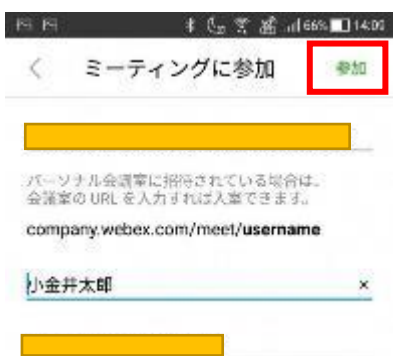 66% 14:09
ミーティングに参加 参加
パーソナル会議室に招待されている場合は、
会議室の URL を入力すれば入室できます。
company.webex.com/meet/username
小金井太郎 ×